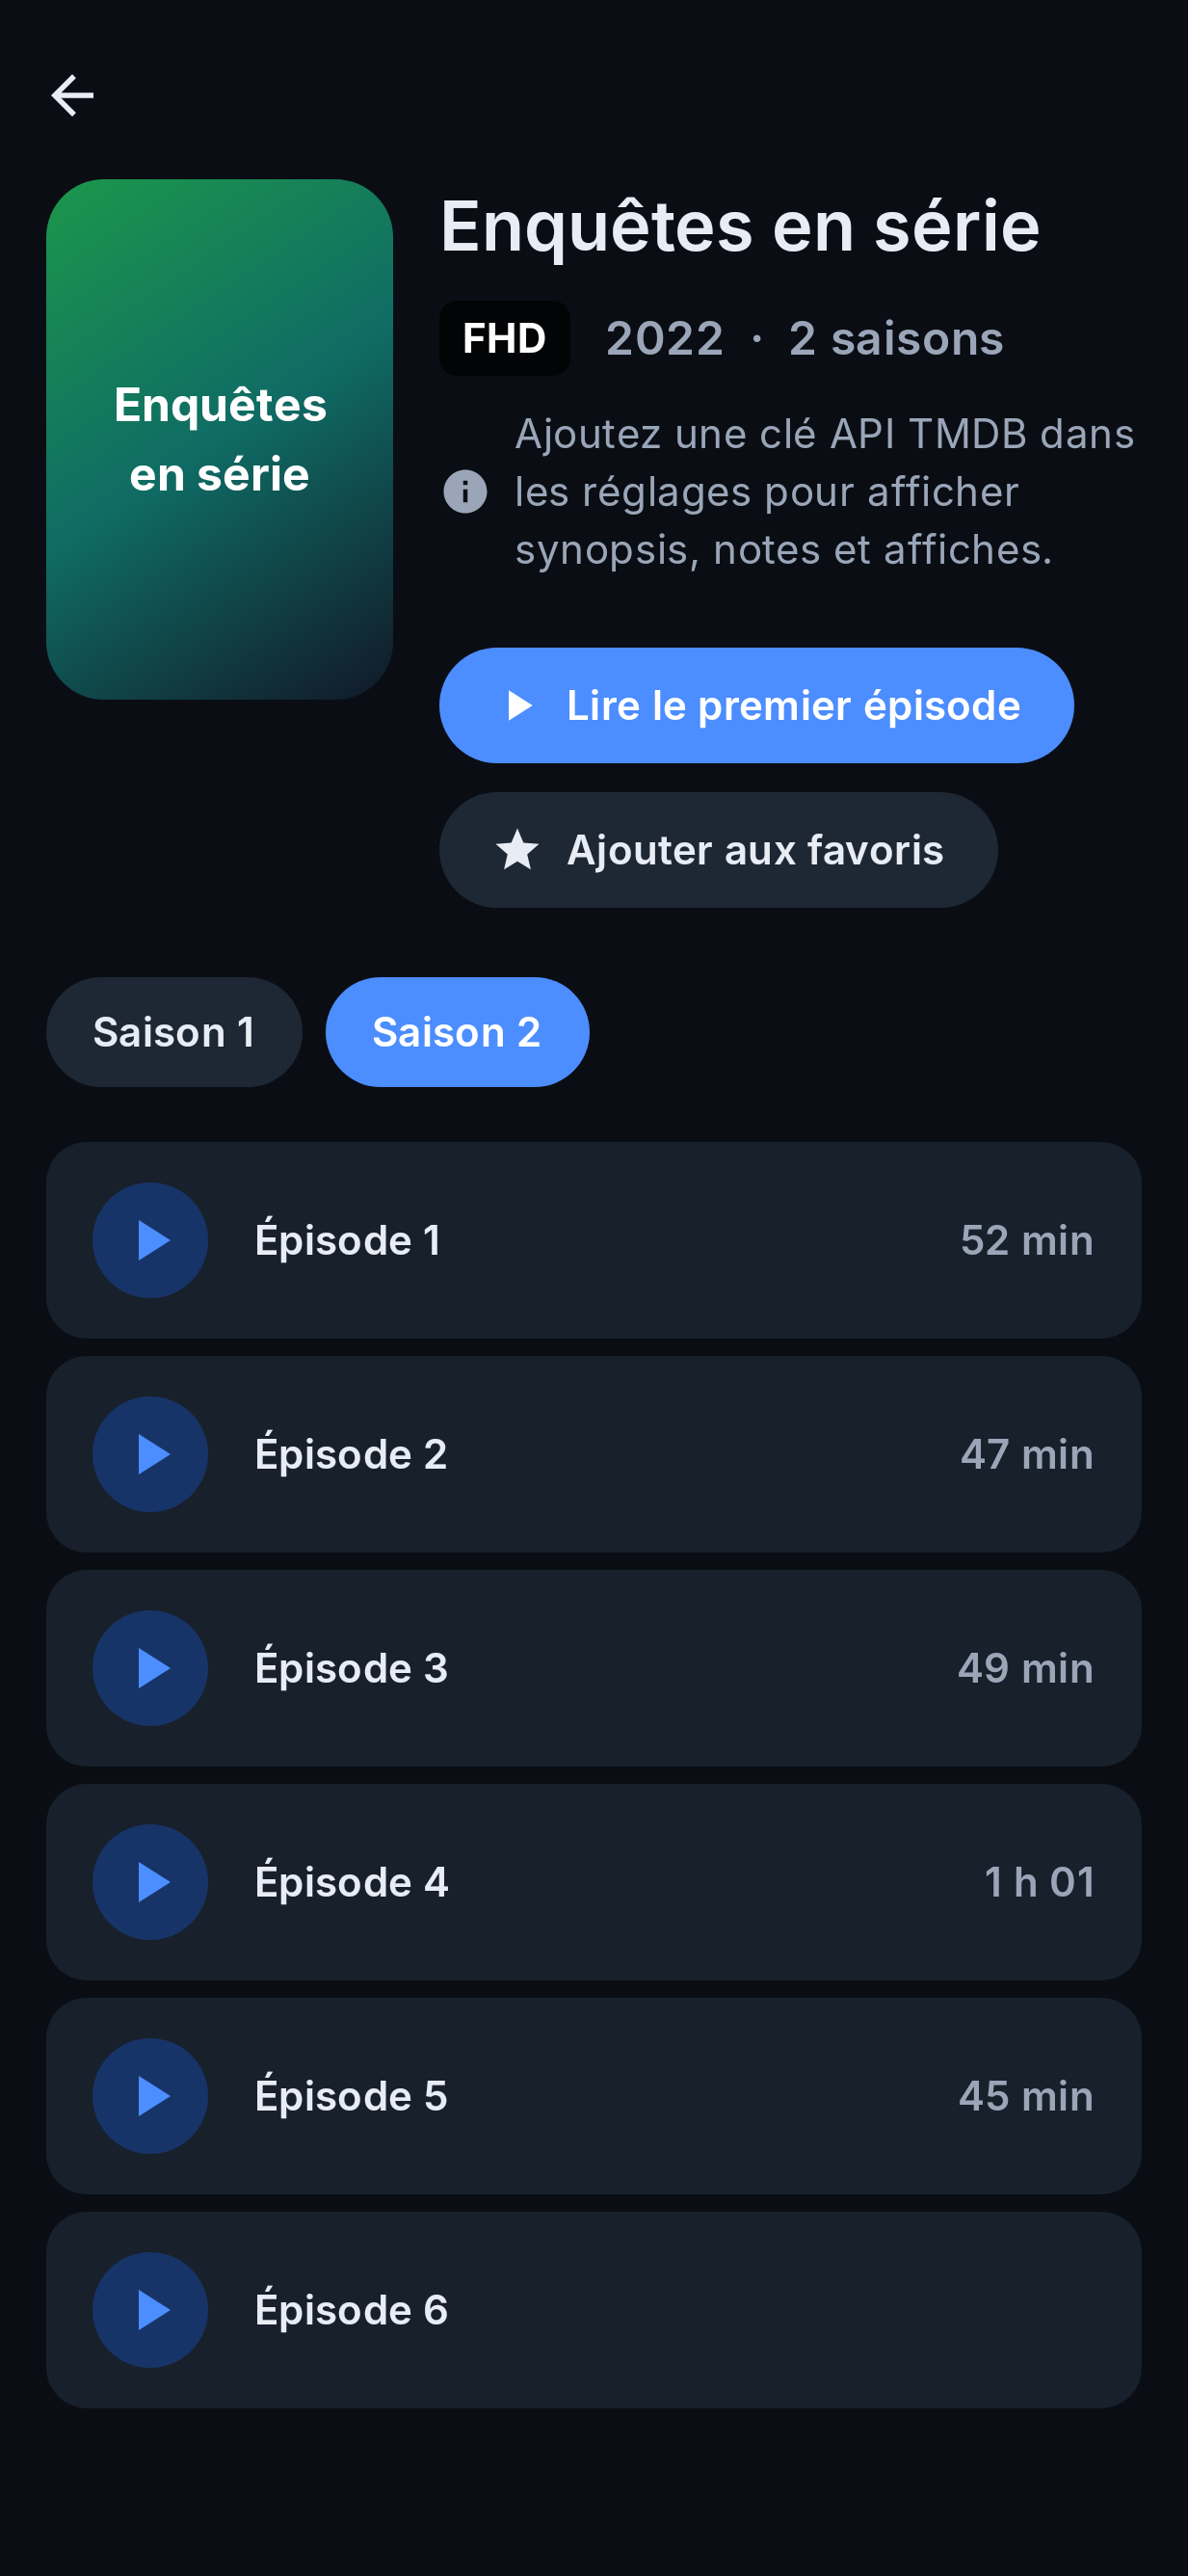 Enquêtes
en série
Enquêtes en série
FHD 2022 · 2 saisons
Ajoutez une clé API TMDB dans
les réglages pour afficher
synopsis, notes et affiches.
Lire le premier épisode
Ajouter aux favoris
Saison 1 Saison 2
Épisode 1 52 min
Épisode 2 47 min
Épisode 3 49 min
Épisode 4 1 h 01
Épisode 5 45 min
Épisode 6